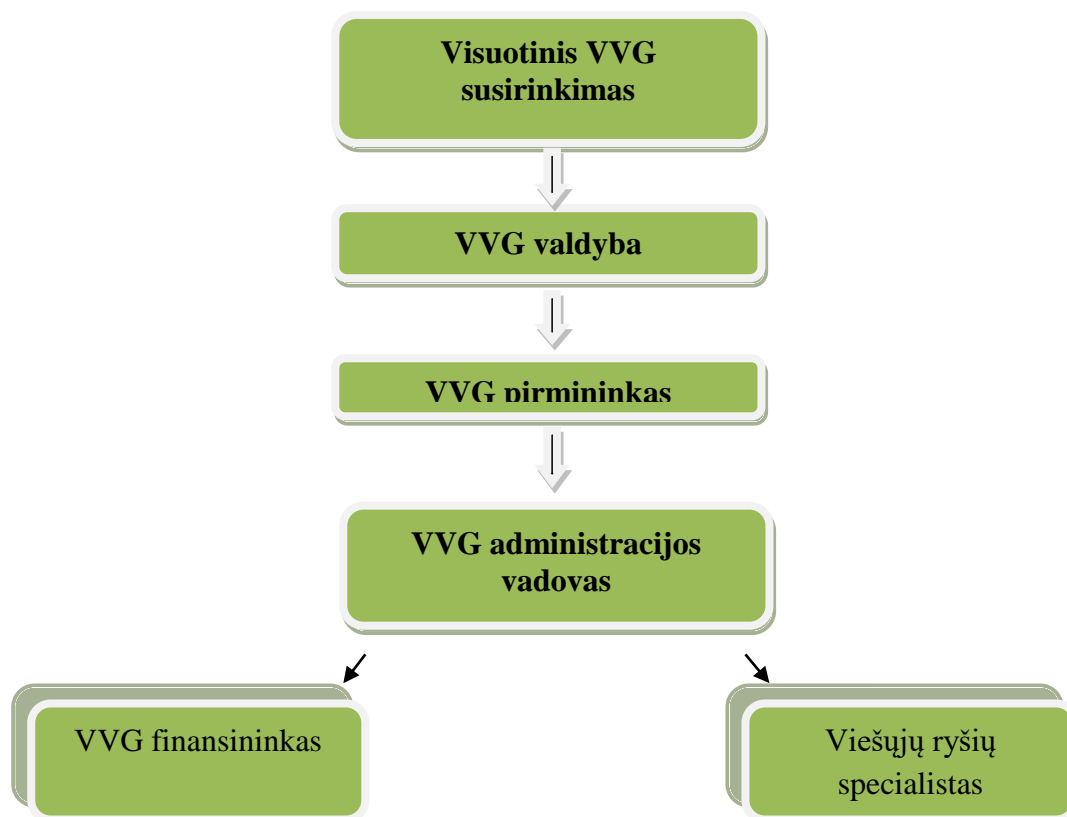 Visuotinis VVG
susirinkimas
VVG valdyba
VVG pirmininkas
VVG administracijos
vadovas
VVG finansininkas
Viešųjų ryšių
specialistas